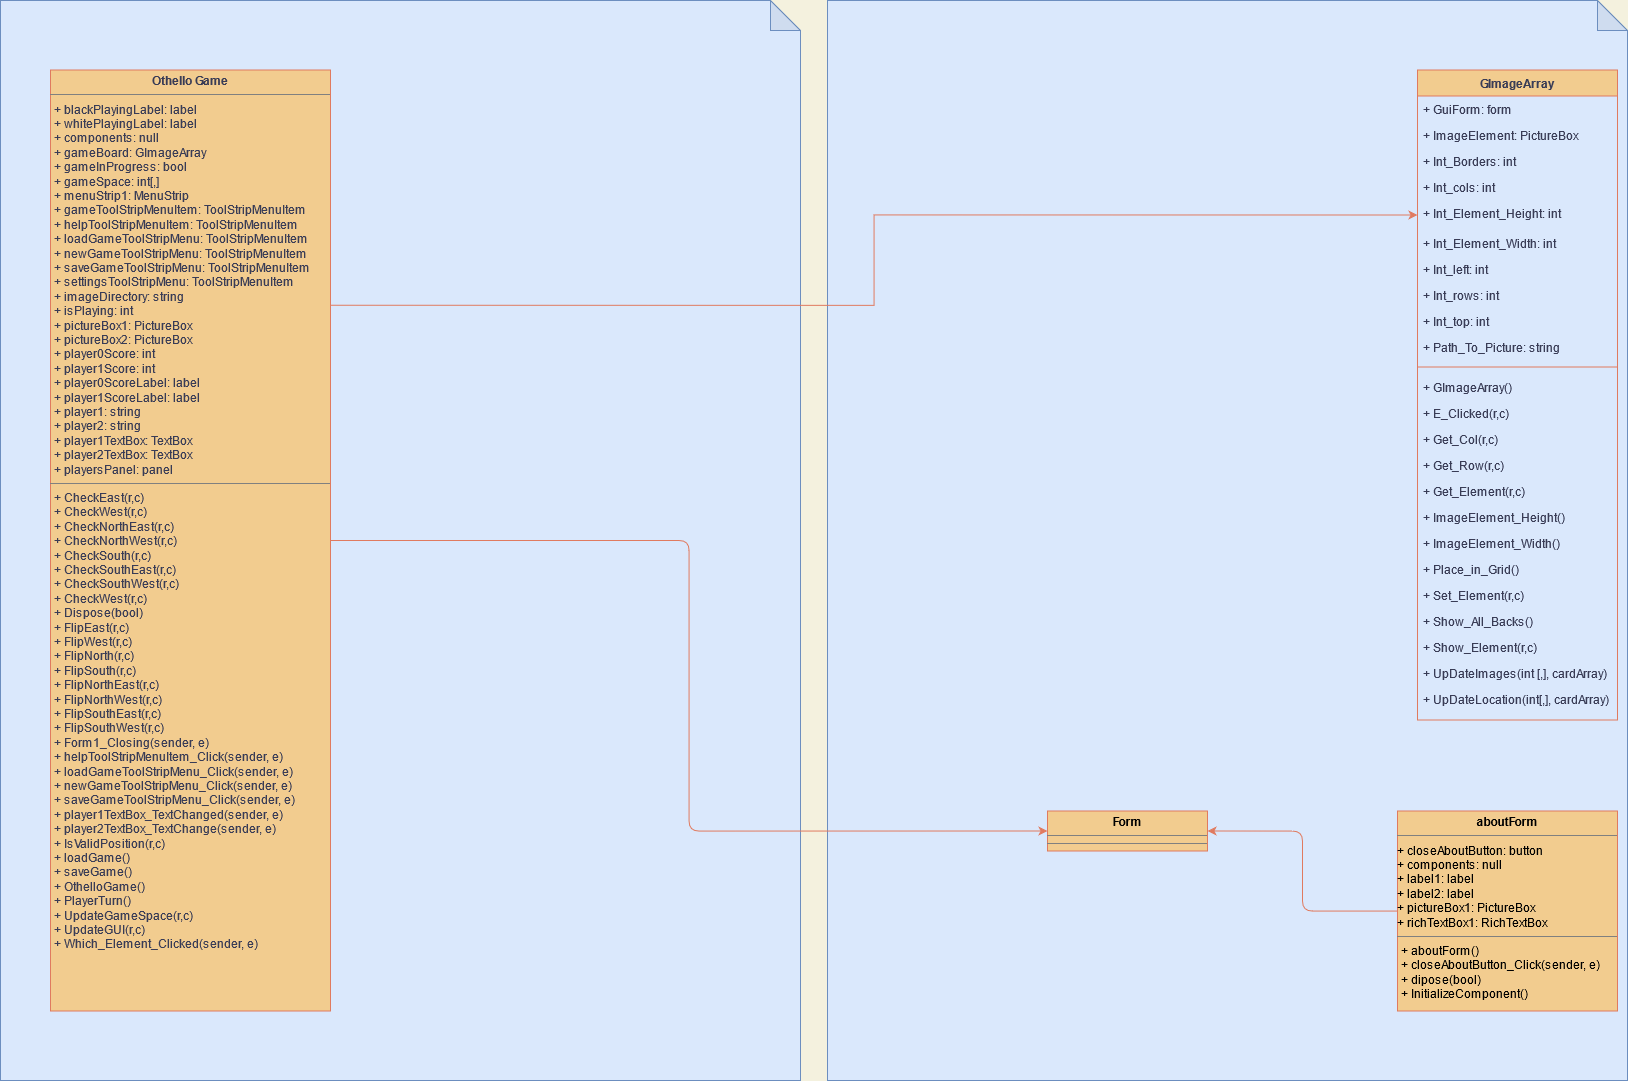 Othello Game
+ blackPlayingLabel: label
+ whitePlayingLabel: label
+ components: null
+ gameBoard: GImageArray
+ gameInProgress: bool
+ gameSpace: int[,]
+ menuStrip1: MenuStrip
+ gameToolStripMenuItem: ToolStripMenuItem
+ helpToolStripMenuItem: ToolStripMenuItem
+ loadGameToolStripMenu: ToolStripMenuItem
+ newGameToolStripMenu: ToolStripMenuItem
+ saveGameToolStripMenu: ToolStripMenuItem
+ settingsToolStripMenu: ToolStripMenuItem
+ imageDirectory: string
+ isPlaying: int
+ pictureBox1: PictureBox
+ pictureBox2: PictureBox
+ player0Score: int
+ player1Score: int
+ player0ScoreLabel: label
+ player1ScoreLabel: label
+ player1: string
+ player2: string
+ player1TextBox: TextBox
+ player2TextBox: TextBox
+ playersPanel: panel
+ CheckEast(r,c)
+ CheckWest(r,c)
+ CheckNorthEast(r,c)
+ CheckNorthWest(r,c)
+ CheckSouth(r,c)
+ CheckSouthEast(r,c)
+ CheckSouthWest(r,c)
+ CheckWest(r,c)
+ Dispose(bool)
+ FlipEast(r,c)
+ FlipWest(r,c)
+ FlipNorth(r,c)
+ FlipSouth(r,c)
+ FlipNorthEast(r,c)
+ FlipNorthWest(r,c)
+ FlipSouthEast(r,c)
+ FlipSouthWest(r,c)
+ Form1_Closing(sender, e)
+ helpToolStripMenuItem_Click(sender, e)
+ loadGameToolStripMenu_Click(sender, e)
+ newGameToolStripMenu_Click(sender, e)
+ saveGameToolStripMenu_Click(sender, e)
+ player1TextBox_TextChanged(sender, e)
+ player2TextBox_TextChange(sender, e)
+ IsValidPosition(r,c)
+ loadGame()
+ saveGame()
+ OthelloGame()
+ PlayerTurn()
+ UpdateGameSpace(r,c)
+ UpdateGUI(r,c)
+ Which_Element_Clicked(sender, e)
GImageArray
+ GuiForm: form
+ ImageElement: PictureBox
+ Int_Borders: int
+ Int_cols: int
+ Int_Element_Height: int
+ Int_Element_Width: int
+ Int_left: int
+ Int_rows: int
+ Int_top: int
+ Path_To_Picture: string
+ GImageArray()
+ E_Clicked(r,c)
+ Get_Col(r,c)
+ Get_Row(r,c)
+ Get_Element(r,c)
+ ImageElement_Height()
+ ImageElement_Width()
+ Place_in_Grid()
+ Set_Element(r,c)
+ Show_All_Backs()
+ Show_Element(r,c)
+ UpDateImages(int [,], cardArray)
+ UpDateLocation(int[,], cardArray)
Form
aboutForm
+ closeAboutButton: button
+ components: null
+ label1: label
+ label2: label
+ pictureBox1: PictureBox
+ richTextBox1: RichTextBox
+ aboutForm()
+ closeAboutButton_Click(sender, e)
+ dipose(bool)
+ InitializeComponent()